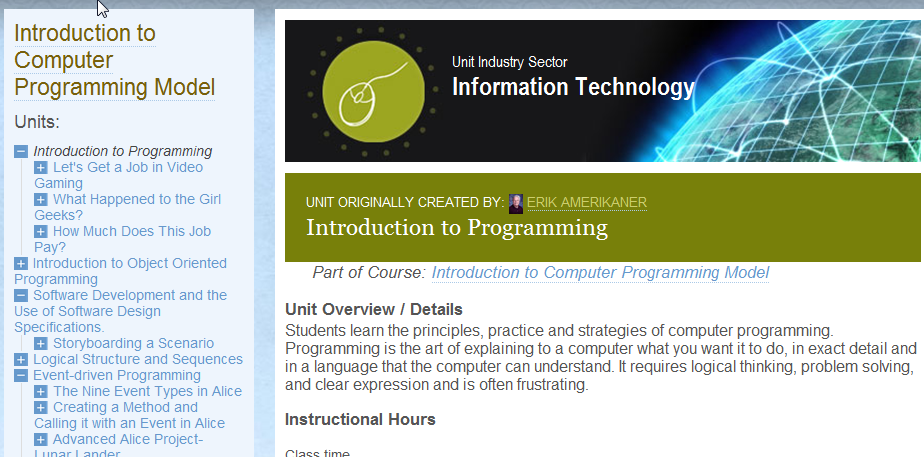 Introduction to
Computer
Programming Model
Units:
Introduction to Programming
Let's Get a Job in Video
Gaming
What Happened to the Girl
Geeks?
How Much Does This Job
Pay?
Introduction to Object Oriented
Programming
Software Development and the
Use of Software Design
Specifications.
Storyboarding a Scenario
Logical Structure and Sequences
Event-driven Programming
The Nine Event Types in Alice
Creating a Method and
Calling it with an Event in Alice
Advanced Alice Project-
Lunar Lander
Unit Industry Sector
Information Technology
UNIT ORIGINALLY CREATED BY: ERIK AMERIKANER
Introduction to Programming
Part of Course: Introduction to Computer Programming Model
Unit Overview / Details
Students learn the principles, practice and strategies of computer programming.
Programming is the art of explaining to a computer what you want it to do, in exact detail and
in a language that the computer can understand. It requires logical thinking, problem solving,
and clear expression and is often frustrating.
Instructional Hours
Class time